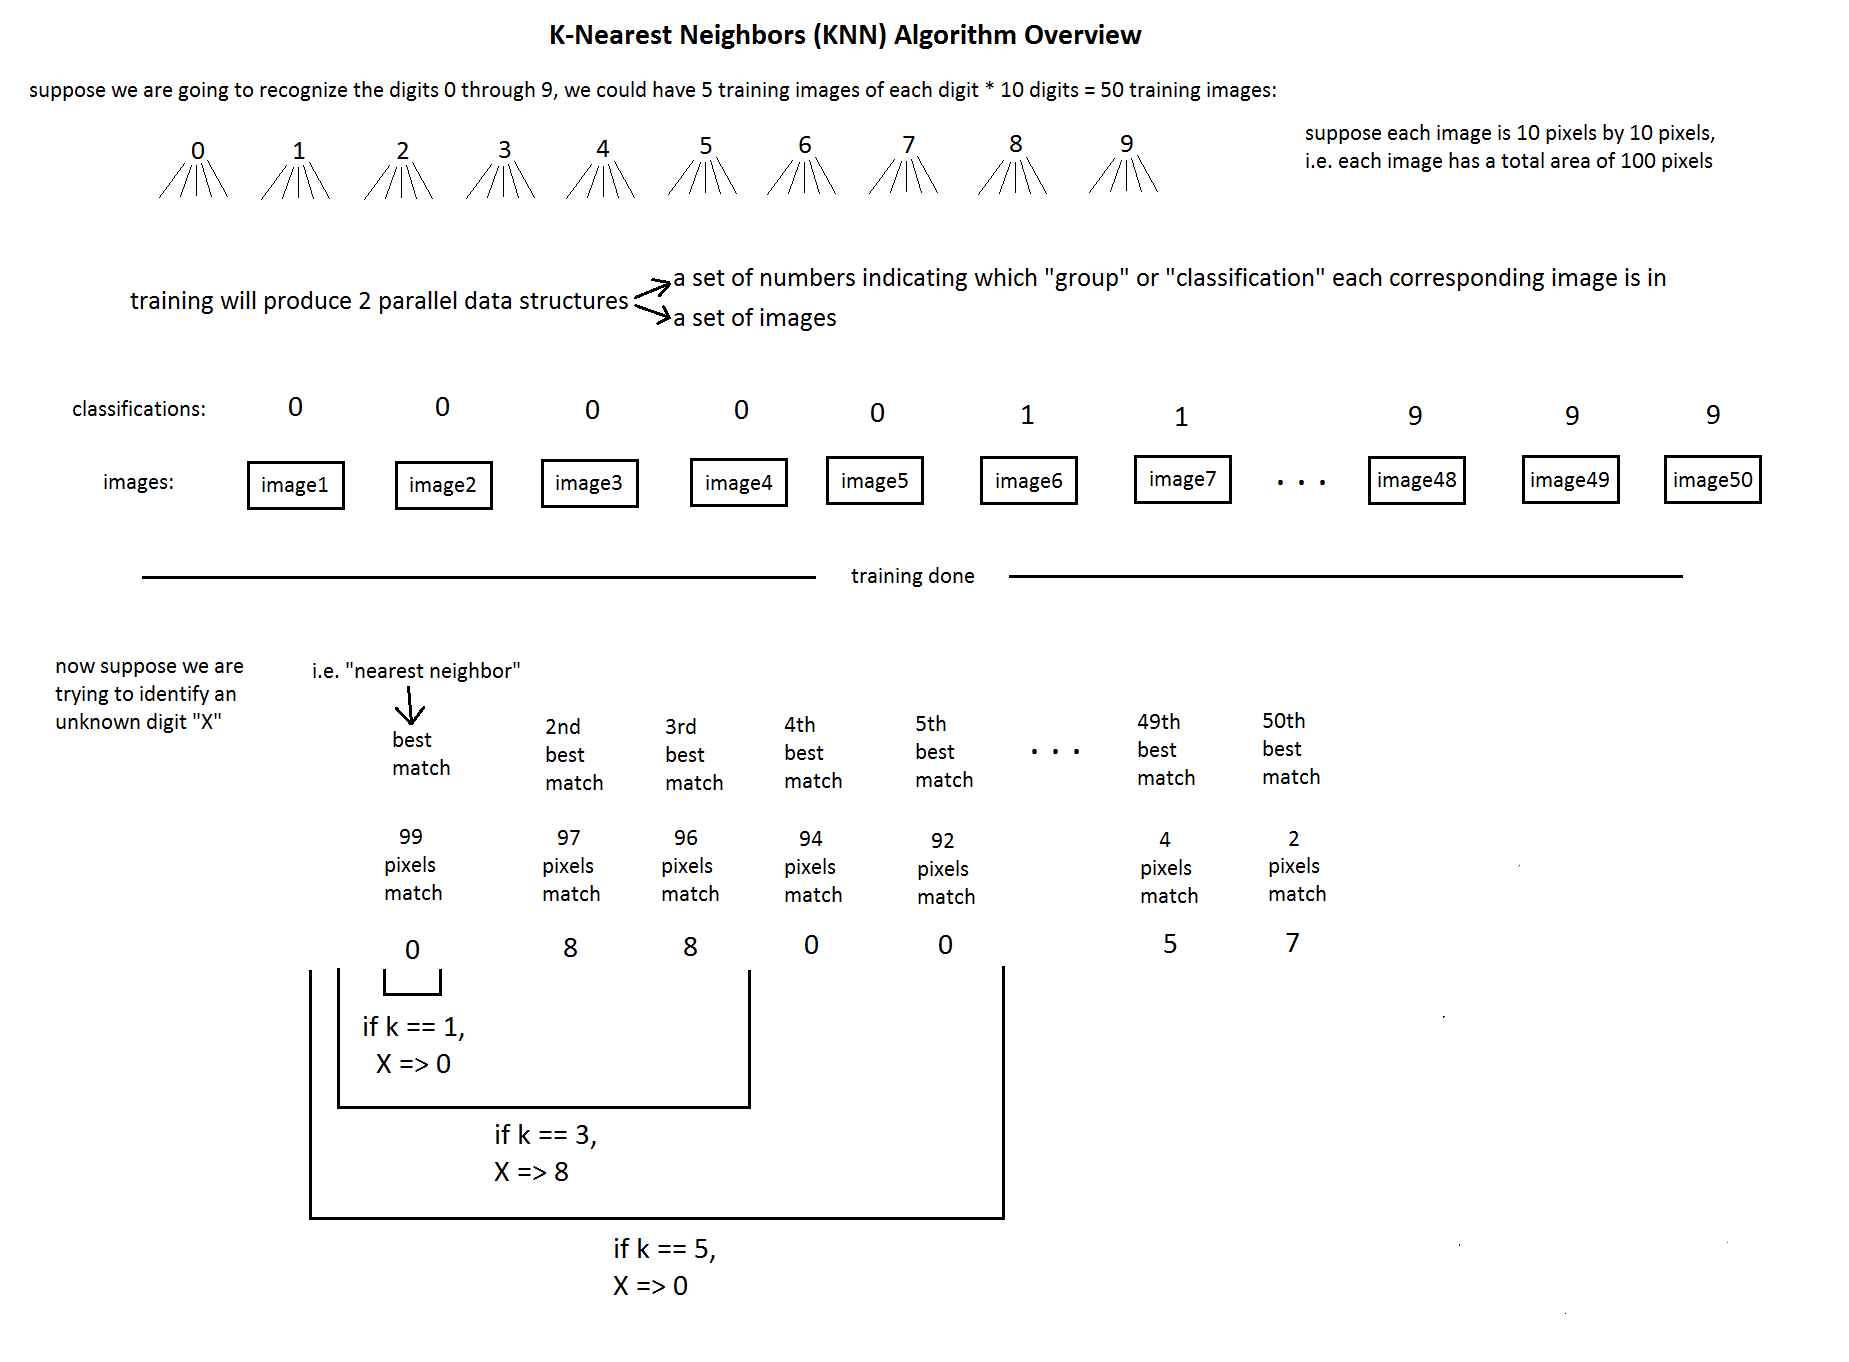 K-Nearest Neighbors (KNN) Algorithm Overview
suppose we are going to recognize the digits 0 through 9, we could have 5 training images of each digit * 10 digits = 50 training images:
0 1 2 3 4 5 6 7 8 9
suppose each image is 10 pixels by 10 pixels,
i.e. each image has a total area of 100 pixels
training will produce 2 parallel data structures
a set of numbers indicating which "group" or "classification" each corresponding image is in
a set of images
classifications: 0 0 0 0 0 1 1 9 9 9
images: image1 image2 image3 image4 image5 image6 image7 . . . image48 image49 image50
training done
now suppose we are
trying to identify an
unknown digit "X"
i.e. "nearest neighbor"
best
match
2nd
best
match
3rd
best
match
4th
best
match
5th
best
match
. . .
49th
best
match
50th
best
match
99
pixels
match
97
pixels
match
96
pixels
match
94
pixels
match
92
pixels
match
4
pixels
match
2
pixels
match
0 8 8 0 0 5 7
if k == 1,
X => 0
if k == 3,
X => 8
if k == 5,
X => 0